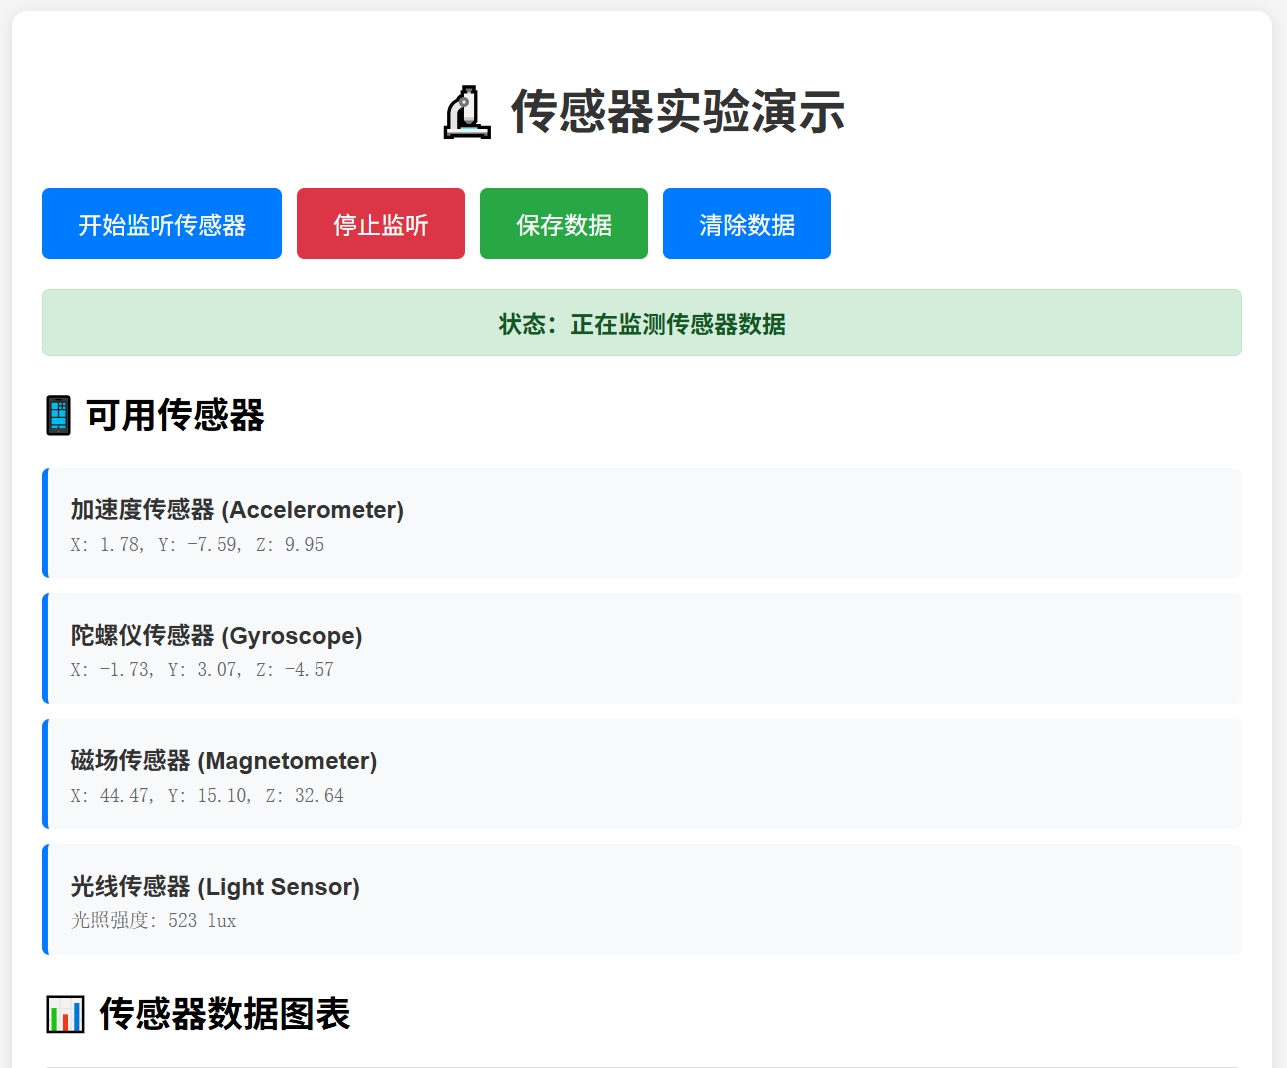 传感器实验演示
开始监听传感器 停止监听 保存数据 清除数据
状态：正在监测传感器数据
可用传感器
加速度传感器 (Accelerometer)
X: 1.78, Y: -7.59, Z: 9.95
陀螺仪传感器 (Gyroscope)
X: -1.73, Y: 3.07, Z: -4.57
磁场传感器 (Magnetometer)
X: 44.47, Y: 15.10, Z: 32.64
光线传感器 (Light Sensor)
光照强度: 523 lux
传感器数据图表